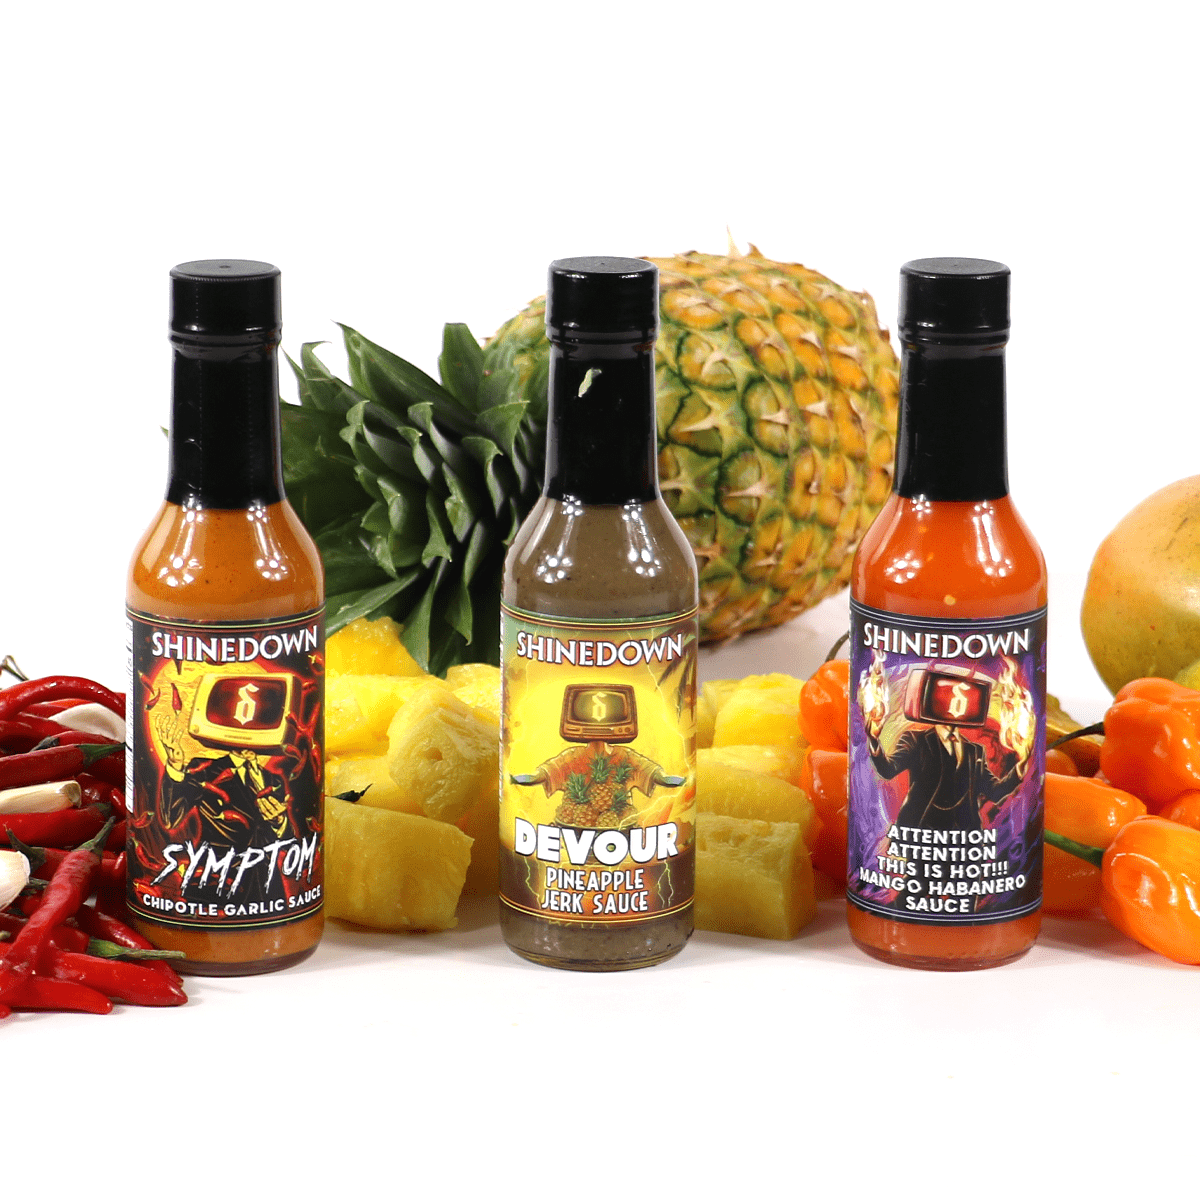 SHINEDOWN
SYMPTOM
CHIPOTLE GARLIC SAUCE
SHINEDOWN
DEVOUR
PINEAPPLE
JERK SAUCE
SHINEDOWN
ATTENTION
ATTENTION
THIS IS HOT!!!
MANGO HABANERO
SAUCE